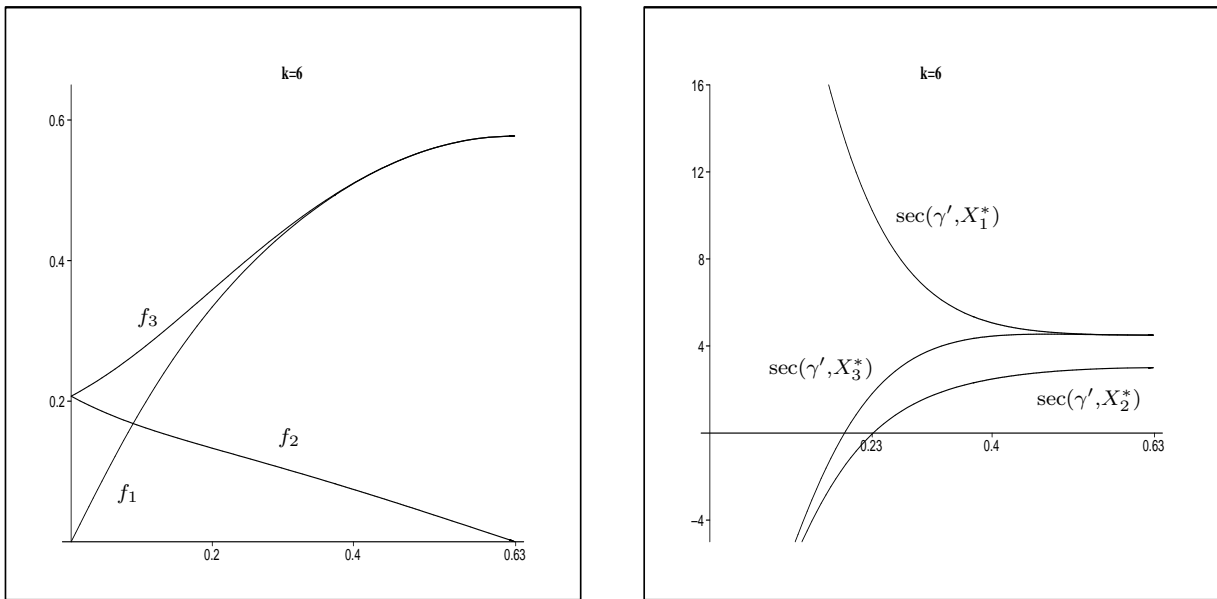 k=6
0.6
0.4
0.2
0.2
0.4
0.63
f₃
f₂
f₁
k=6
16
12
8
4
−4
0.23
0.4
0.63
sec(γ′,X₁*)
sec(γ′,X₃*)
sec(γ′,X₂*)